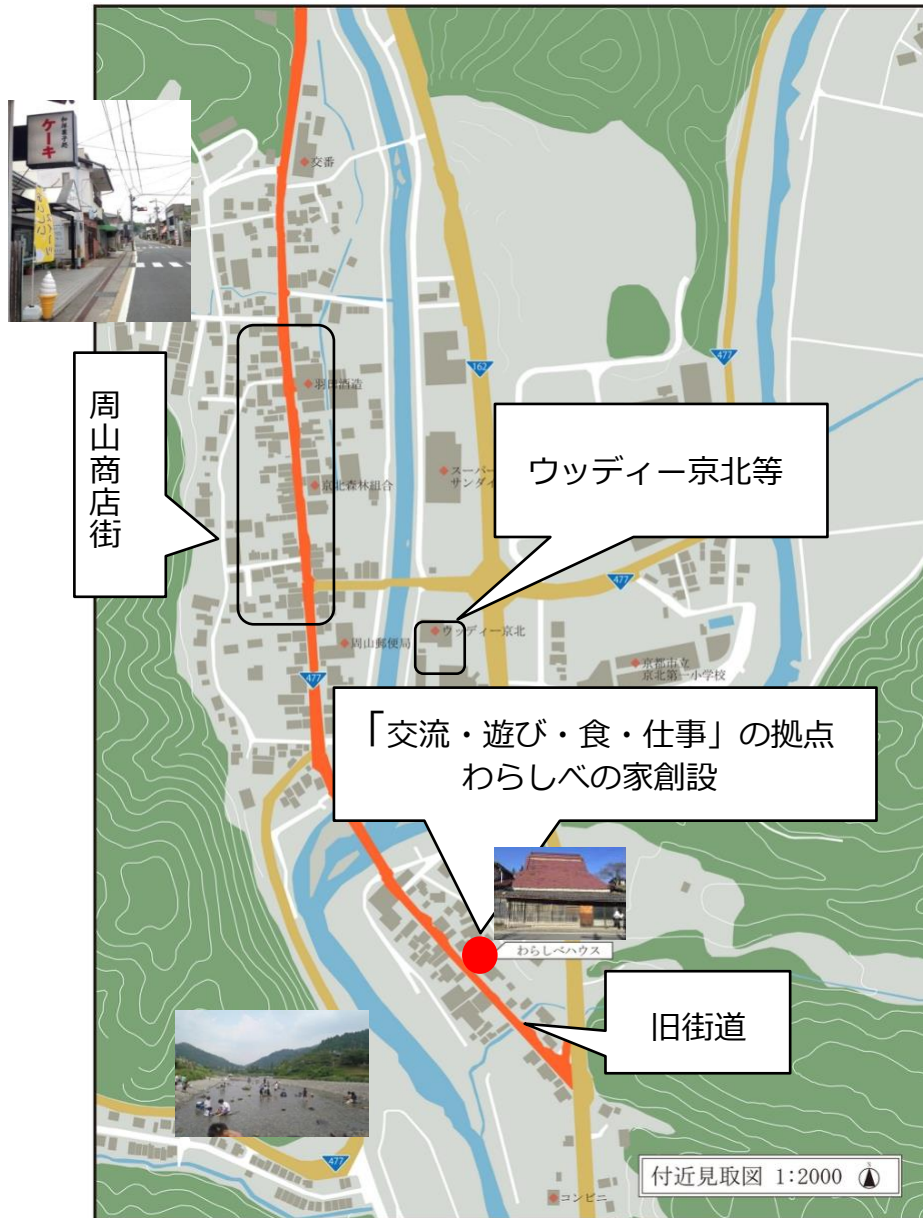 和洋菓子処
ケーキ
交番
羽田酒造
162
477
周山商店街
スーパー
サンダイ
ウッディー京北等
京北森林組合
477
ウッディー京北
周山郵便局
京都市立
京北第一小学校
477
「交流・遊び・食・仕事」の拠点
わらしべの家創設
わらしべハウス
旧街道
477
付近見取図 1:2000
コンビニ